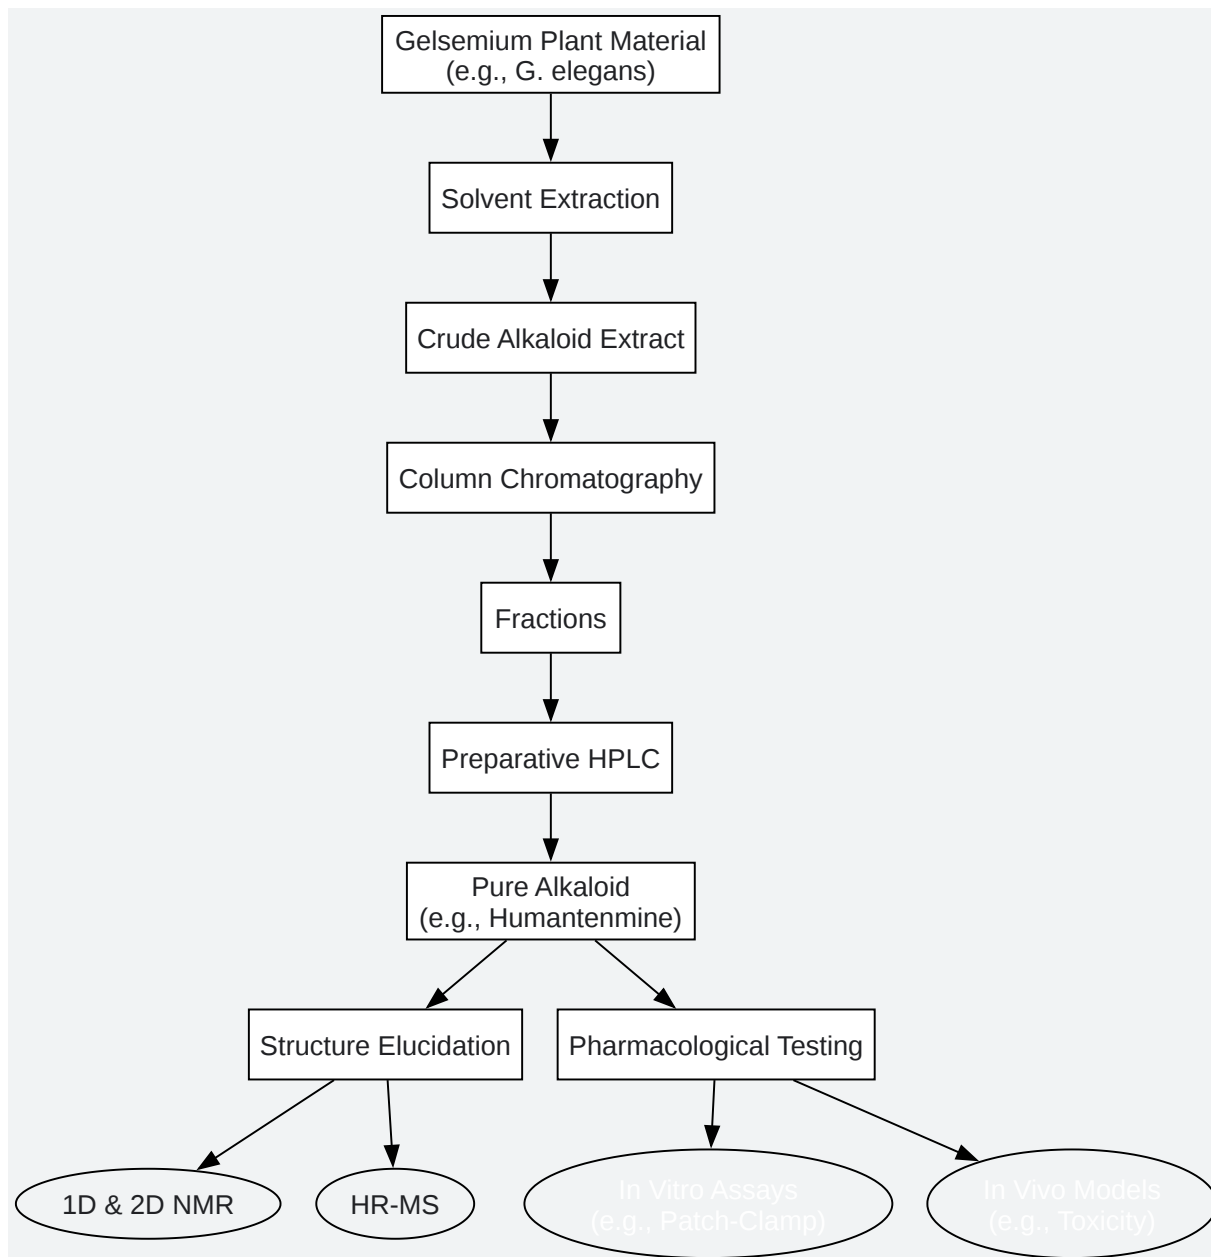 Gelsemium Plant Material
(e.g., G. elegans)
Solvent Extraction
Crude Alkaloid Extract
Column Chromatography
Fractions
Preparative HPLC
Pure Alkaloid
(e.g., Humantenmine)
Structure Elucidation
Pharmacological Testing
1D & 2D NMR
HR-MS
In Vitro Assays
(e.g., Patch-Clamp)
In Vivo Models
(e.g., Toxicity)